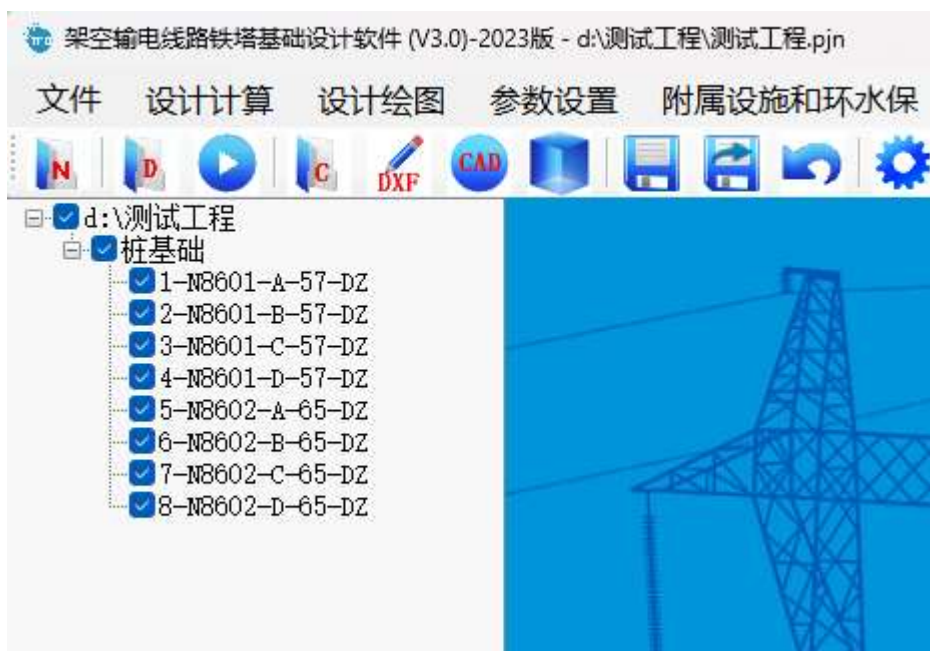 架空输电线路铁塔基础设计软件 (V3.0)-2023版 - d:\测试工程\测试工程.pjn
文件 设计计算 设计绘图 参数设置 附属设施和环水保
N D C DXF CAD
d:\测试工程
桩基础
1-N8601-A-57-DZ
2-N8601-B-57-DZ
3-N8601-C-57-DZ
4-N8601-D-57-DZ
5-N8602-A-65-DZ
6-N8602-B-65-DZ
7-N8602-C-65-DZ
8-N8602-D-65-DZ